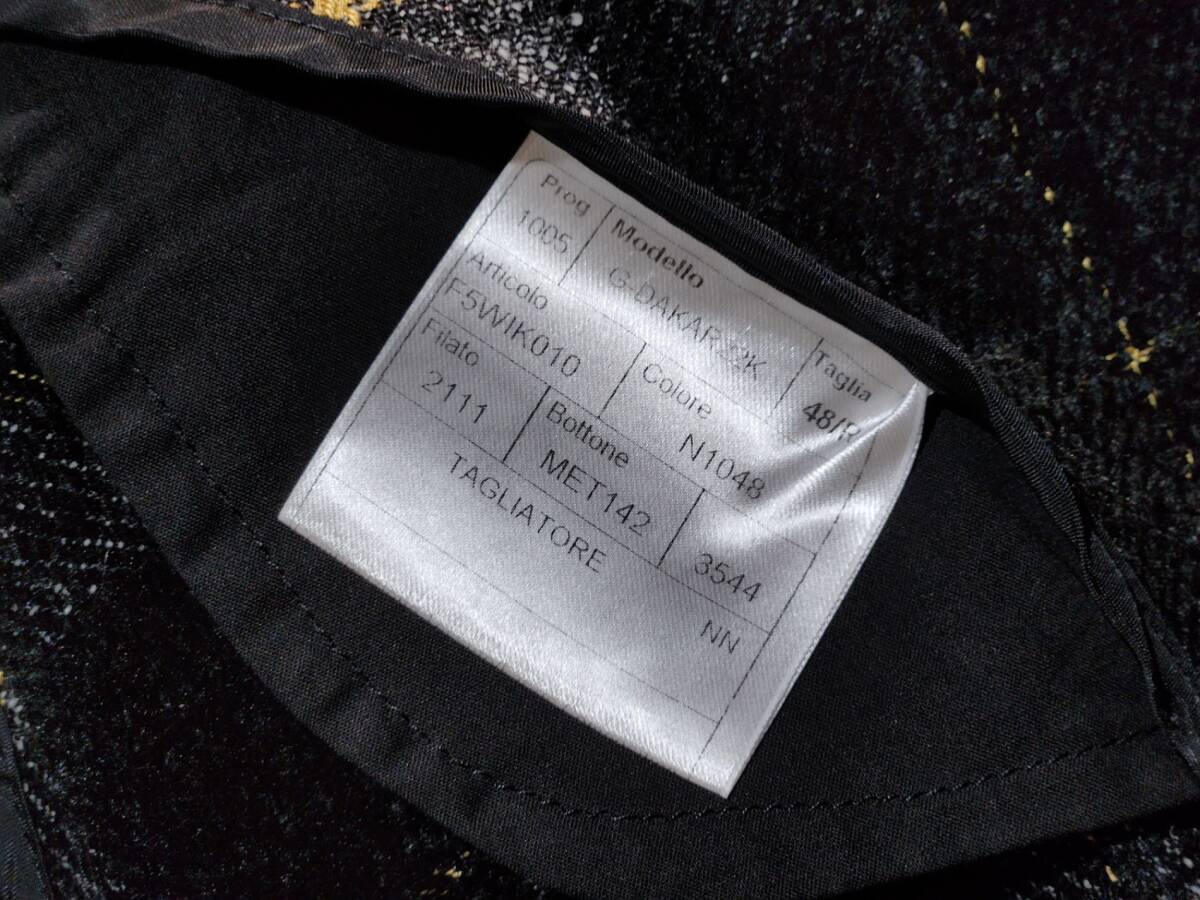 Prog Modello Taglia
1005 G-DAKAR 48/R
Articolo Colore
F5WIK010 N1048
Filato Bottone
2111 MET142 3544
TAGLIATORE NN